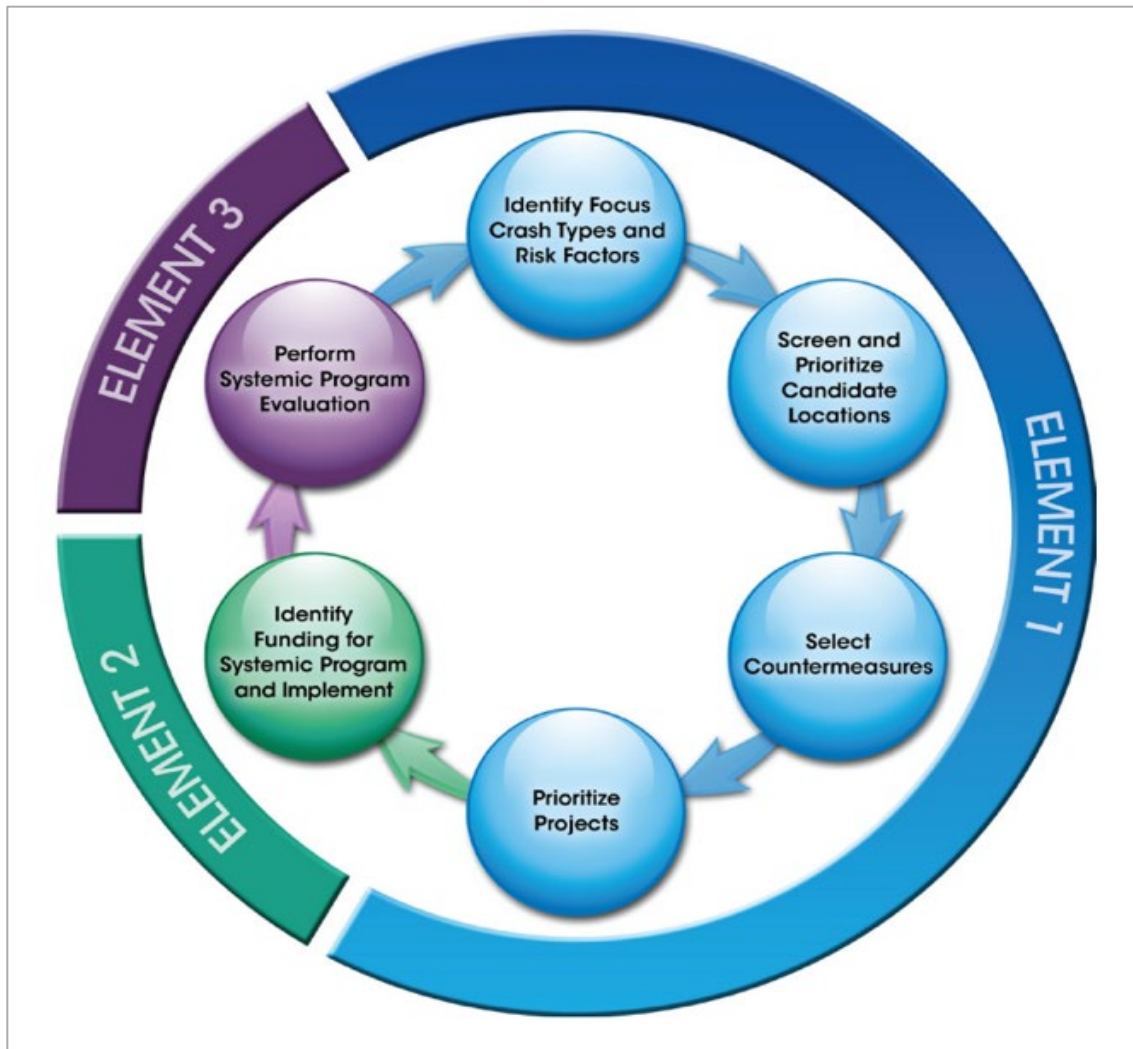 Identify Focus
Crash Types and
Risk Factors
Screen and
Prioritize
Candidate
Locations
Select
Countermeasures
Prioritize
Projects
Identify
Funding for
Systemic Program
and Implement
Perform
Systemic Program
Evaluation
ELEMENT 1
ELEMENT 2
ELEMENT 3